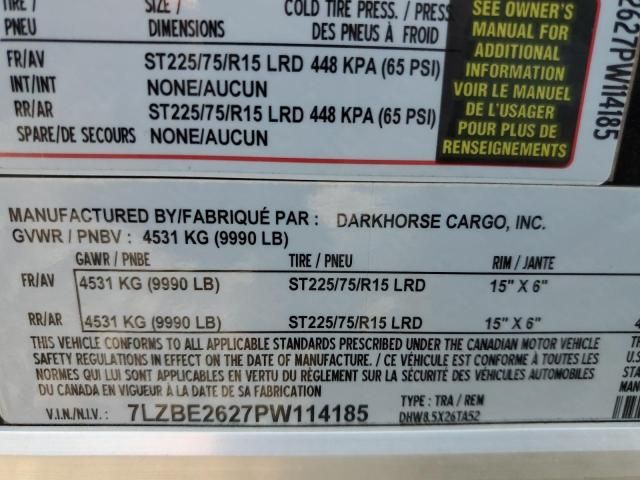 TIRE / SIZE / COLD TIRE PRESS. / PRESS.
PNEU DIMENSION DES PNEUS À FROID
FR/AV ST225/75/R15 LRD 448 KPA (65 PSI)
INT/INT NONE/AUCUN
RR/AR ST225/75/R15 LRD 448 KPA (65 PSI)
SPARE/DE SECOURS NONE/AUCUN
SEE OWNER'S
MANUAL FOR
ADDITIONAL
INFORMATION
VOIR LE MANUEL
DE L'USAGER
POUR PLUS DE
RENSEIGNEMENTS
2627PW114185
MANUFACTURED BY/FABRIQUÉ PAR : DARKHORSE CARGO, INC.
GVWR / PNBV : 4531 KG (9990 LB)
GAWR / PNBE TIRE / PNEU RIM / JANTE
FR/AV 4531 KG (9990 LB) ST225/75/R15 LRD 15" X 6"
RR/AR 4531 KG (9990 LB) ST225/75/R15 LRD 15" X 6"
THIS VEHICLE CONFORMS TO ALL APPLICABLE STANDARDS PRESCRIBED UNDER THE CANADIAN MOTOR VEHICLE
SAFETY REGULATIONS IN EFFECT ON THE DATE OF MANUFACTURE. / CE VÉHICULE EST CONFORME À TOUTES LES
NORMES QUI LUI SONT APPLICABLES EN VERTU DU RÈGLEMENT SUR LA SÉCURITÉ DES VÉHICULES AUTOMOBILES
DU CANADA EN VIGUEUR À LA DATE DE SA FABRICATION.
TYPE : TRA / REM
V.I.N./N.I.V. : 7LZBE2627PW114185 DHW8.5X26TA52